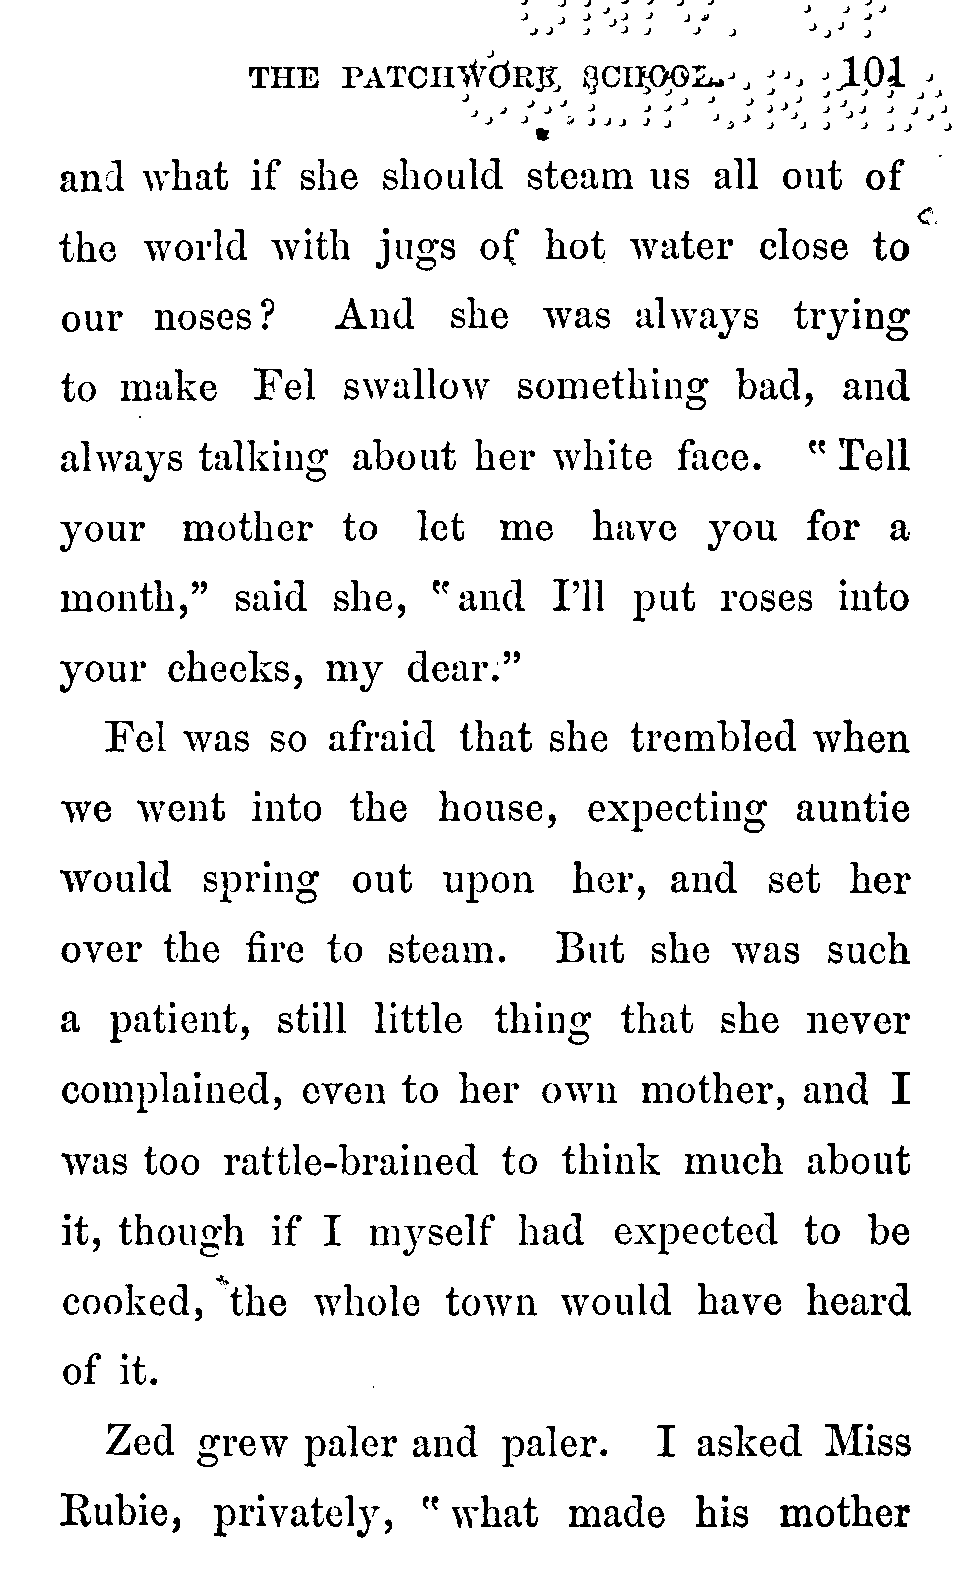 THE PATCHWORK SCHOOL. 101
and what if she should steam us all out of
the world with jugs of hot water close to
our noses? And she was always trying
to make Fel swallow something bad, and
always talking about her white face. "Tell
your mother to let me have you for a
month," said she, "and I'll put roses into
your cheeks, my dear."
Fel was so afraid that she trembled when
we went into the house, expecting auntie
would spring out upon her, and set her
over the fire to steam. But she was such
a patient, still little thing that she never
complained, even to her own mother, and I
was too rattle-brained to think much about
it, though if I myself had expected to be
cooked, the whole town would have heard
of it.
Zed grew paler and paler. I asked Miss
Rubie, privately, "what made his mother